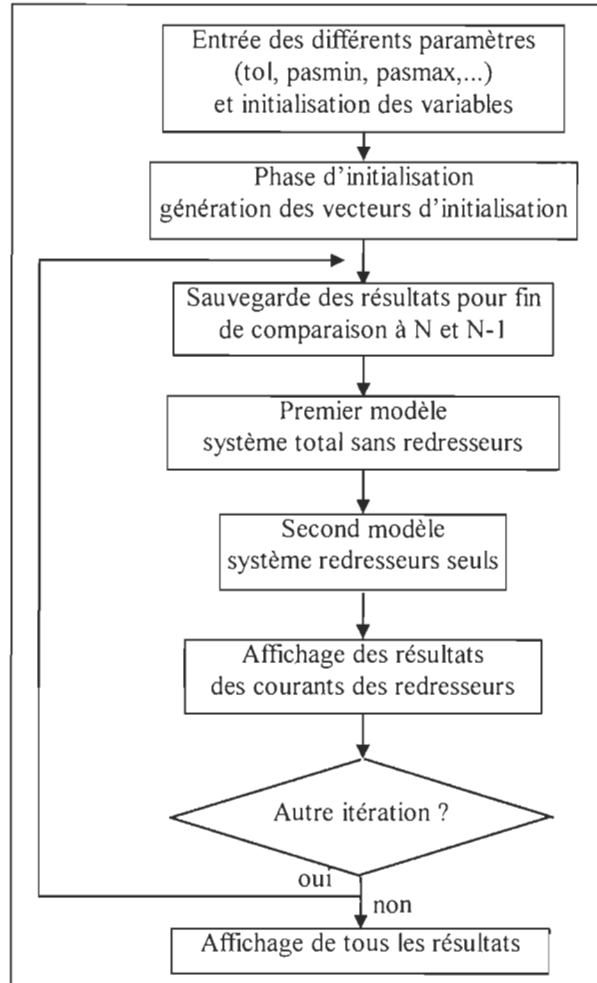 Entrée des différents paramètres
(tol, pasmin, pasmax,...)
et initialisation des variables
Phase d'initialisation
génération des vecteurs d'initialisation
Sauvegarde des résultats pour fin
de comparaison à N et N-1
Premier modèle
système total sans redresseurs
Second modèle
système redresseurs seuls
Affichage des résultats
des courants des redresseurs
Autre itération ?
oui
non
Affichage de tous les résultats